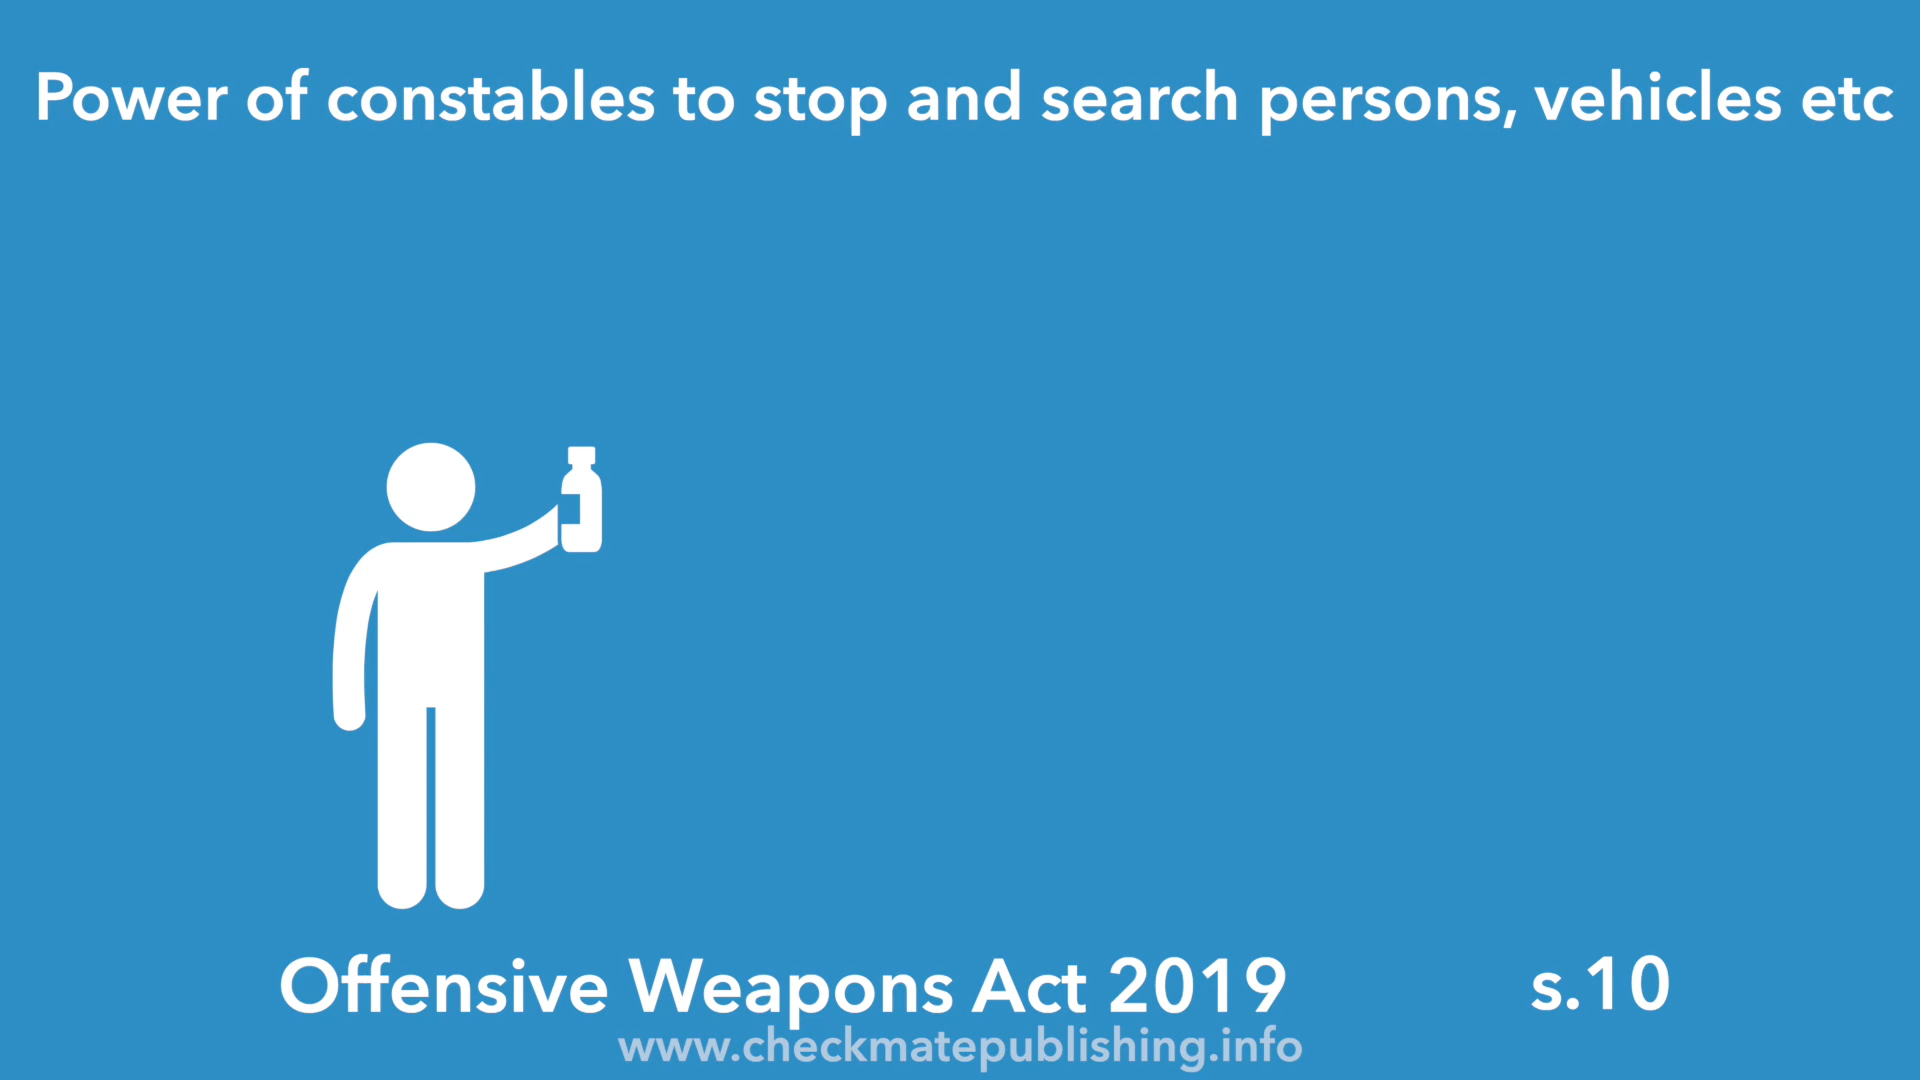 Power of constables to stop and search persons, vehicles etc
Offensive Weapons Act 2019 s.10
www.checkmatepublishing.info